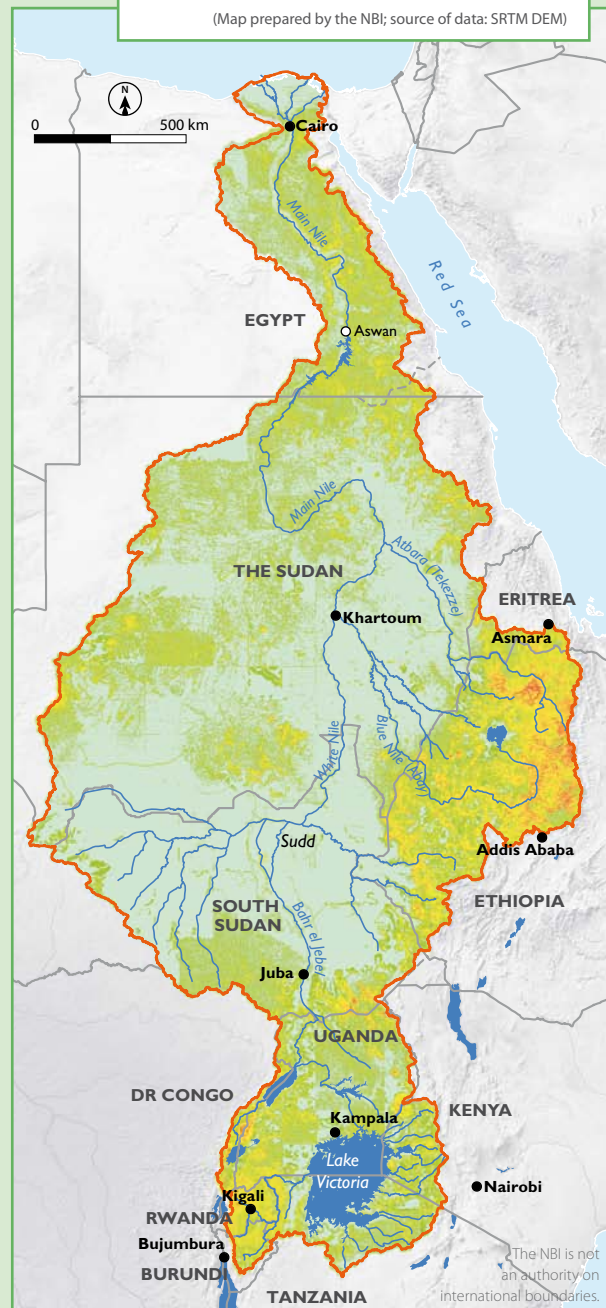 (Map prepared by the NBI; source of data: SRTM DEM)
N
0 500 km
Cairo
Main Nile
Red Sea
EGYPT
Aswan
Main Nile
Atbara (Tekezze)
THE SUDAN
ERITREA
Khartoum
Asmara
White Nile
Blue Nile (Abay)
Sudd
Addis Ababa
ETHIOPIA
SOUTH
SUDAN
Bahr el Jebel
Juba
UGANDA
DR CONGO
KENYA
Kampala
Lake
Victoria
Nairobi
Kigali
RWANDA
Bujumbura
BURUNDI
TANZANIA
The NBI is not
an authority on
international boundaries.